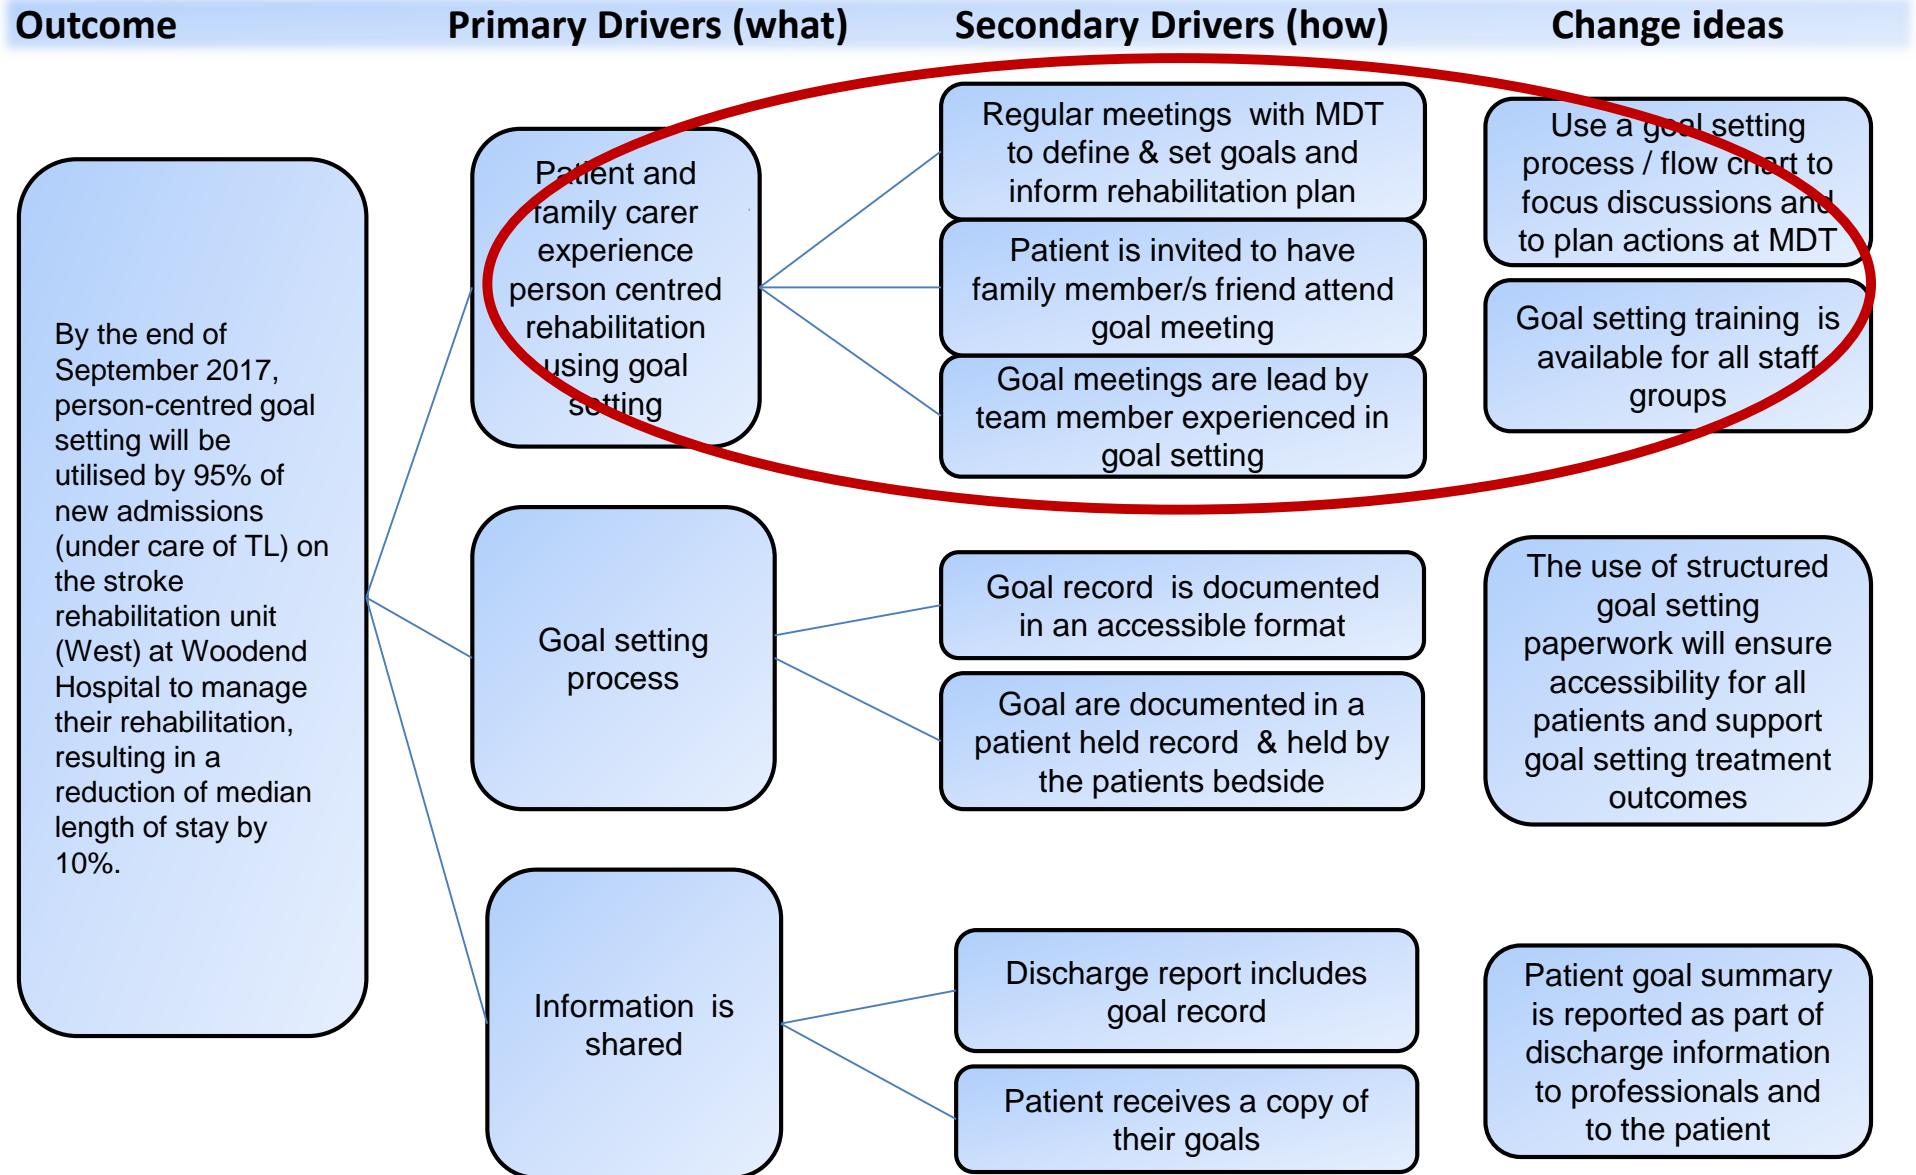 Outcome
Primary Drivers (what)
Secondary Drivers (how)
Change ideas
By the end of
September 2017,
person-centred goal
setting will be
utilised by 95% of
new admissions
(under care of TL) on
the stroke
rehabilitation unit
(West) at Woodend
Hospital to manage
their rehabilitation,
resulting in a
reduction of median
length of stay by
10%.
Patient and
family carer
experience
person centred
rehabilitation
using goal
setting
Regular meetings with MDT
to define & set goals and
inform rehabilitation plan
Patient is invited to have
family member/s friend attend
goal meeting
Goal meetings are lead by
team member experienced in
goal setting
Use a goal setting
process / flow chart to
focus discussions and
to plan actions at MDT
Goal setting training is
available for all staff
groups
Goal setting
process
Goal record is documented
in an accessible format
Goal are documented in a
patient held record & held by
the patients bedside
The use of structured
goal setting
paperwork will ensure
accessibility for all
patients and support
goal setting treatment
outcomes
Information is
shared
Discharge report includes
goal record
Patient receives a copy of
their goals
Patient goal summary
is reported as part of
discharge information
to professionals and
to the patient